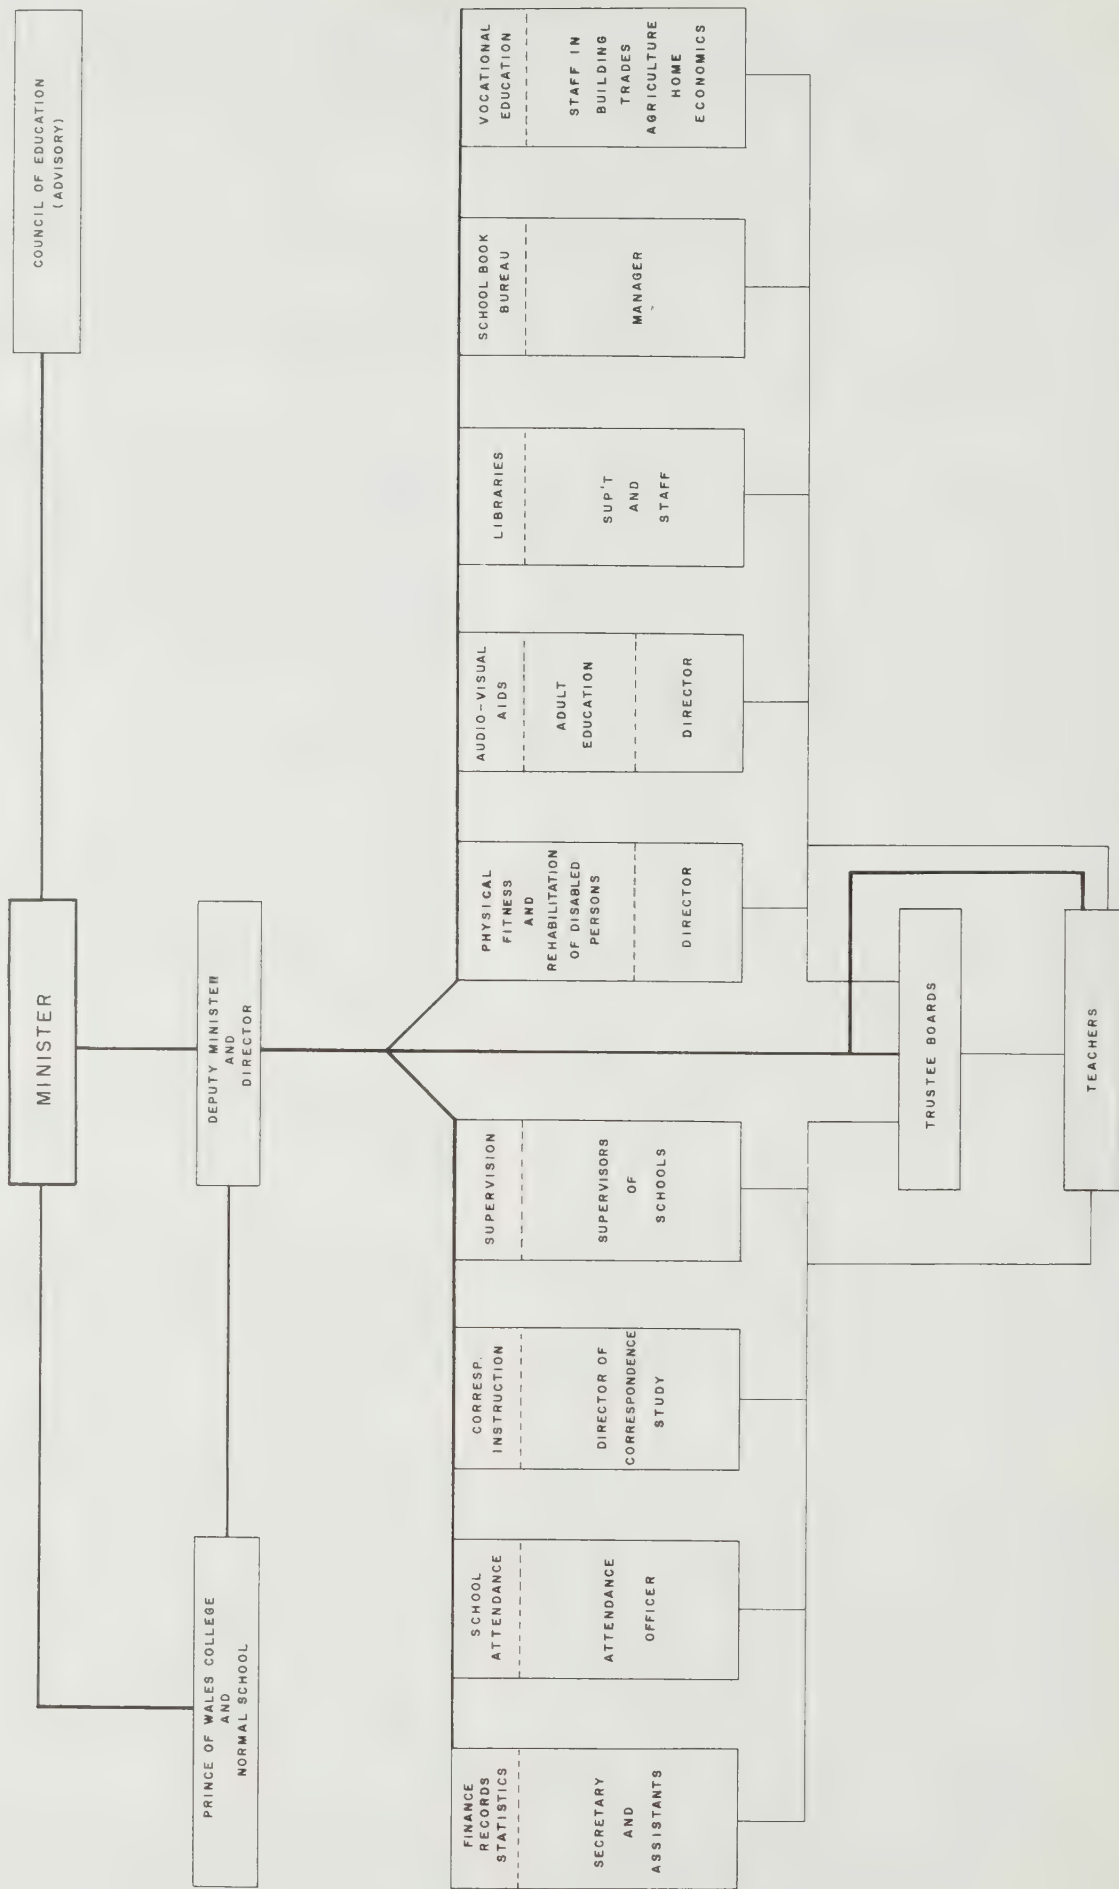 MINISTER
COUNCIL OF EDUCATION
(ADVISORY)
PRINCE OF WALES COLLEGE
AND
NORMAL SCHOOL
DEPUTY MINISTER
AND
DIRECTOR
FINANCE
RECORDS
STATISTICS
SECRETARY
AND
ASSISTANTS
SCHOOL
ATTENDANCE
ATTENDANCE
OFFICER
CORRESP.
INSTRUCTION
DIRECTOR OF
CORRESPONDENCE
STUDY
SUPERVISION
SUPERVISORS
OF
SCHOOLS
PHYSICAL
FITNESS
AND
REHABILITATION
OF DISABLED
PERSONS
DIRECTOR
AUDIO-VISUAL
AIDS
ADULT
EDUCATION
DIRECTOR
LIBRARIES
SUP'T
AND
STAFF
SCHOOL BOOK
BUREAU
MANAGER
VOCATIONAL
EDUCATION
STAFF IN
BUILDING
TRADES
AGRICULTURE
HOME
ECONOMICS
TRUSTEE BOARDS
TEACHERS